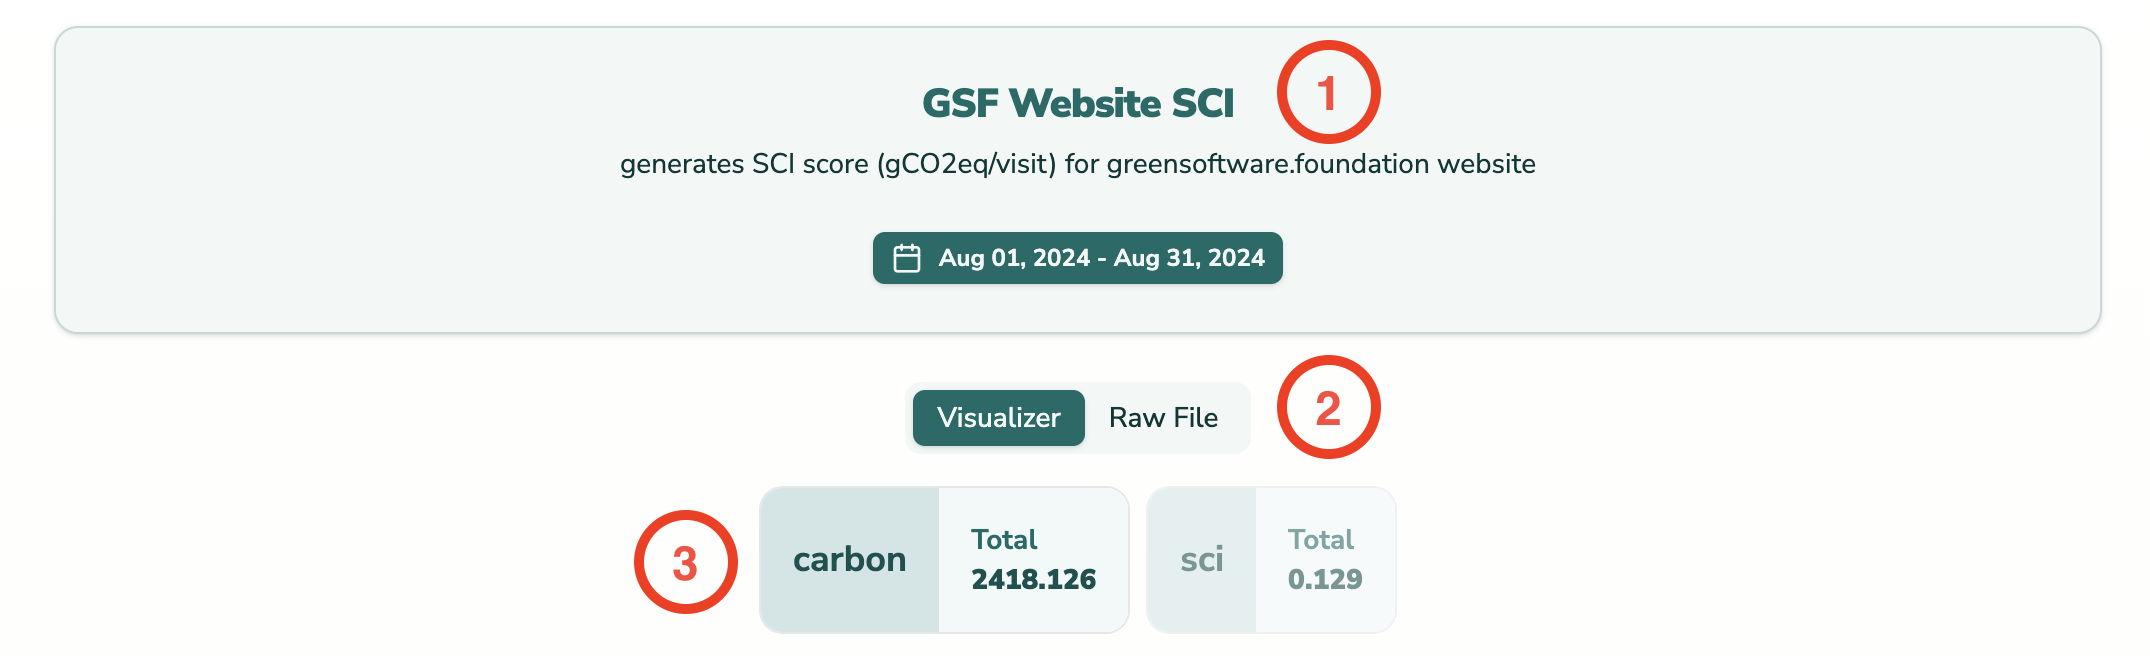 GSF Website SCI
1
generates SCI score (gCO2eq/visit) for greensoftware.foundation website
Aug 01, 2024 - Aug 31, 2024
Visualizer
Raw File
2
3
carbon
Total
2418.126
sci
Total
0.129